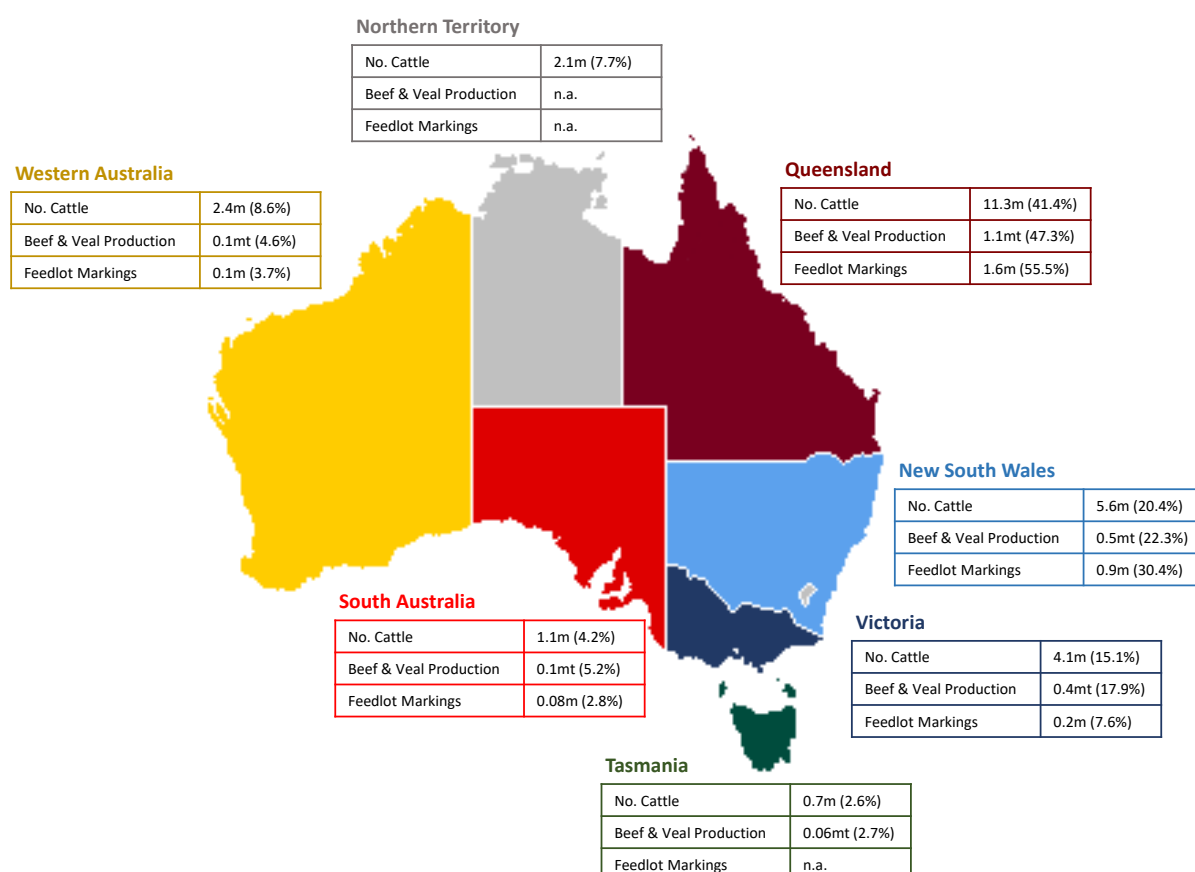 Northern Territory
No. Cattle 2.1m (7.7%)
Beef & Veal Production n.a.
Feedlot Markings n.a.
Western Australia
No. Cattle 2.4m (8.6%)
Beef & Veal Production 0.1mt (4.6%)
Feedlot Markings 0.1m (3.7%)
Queensland
No. Cattle 11.3m (41.4%)
Beef & Veal Production 1.1mt (47.3%)
Feedlot Markings 1.6m (55.5%)
New South Wales
No. Cattle 5.6m (20.4%)
Beef & Veal Production 0.5mt (22.3%)
Feedlot Markings 0.9m (30.4%)
South Australia
No. Cattle 1.1m (4.2%)
Beef & Veal Production 0.1mt (5.2%)
Feedlot Markings 0.08m (2.8%)
Victoria
No. Cattle 4.1m (15.1%)
Beef & Veal Production 0.4mt (17.9%)
Feedlot Markings 0.2m (7.6%)
Tasmania
No. Cattle 0.7m (2.6%)
Beef & Veal Production 0.06mt (2.7%)
Feedlot Markings n.a.